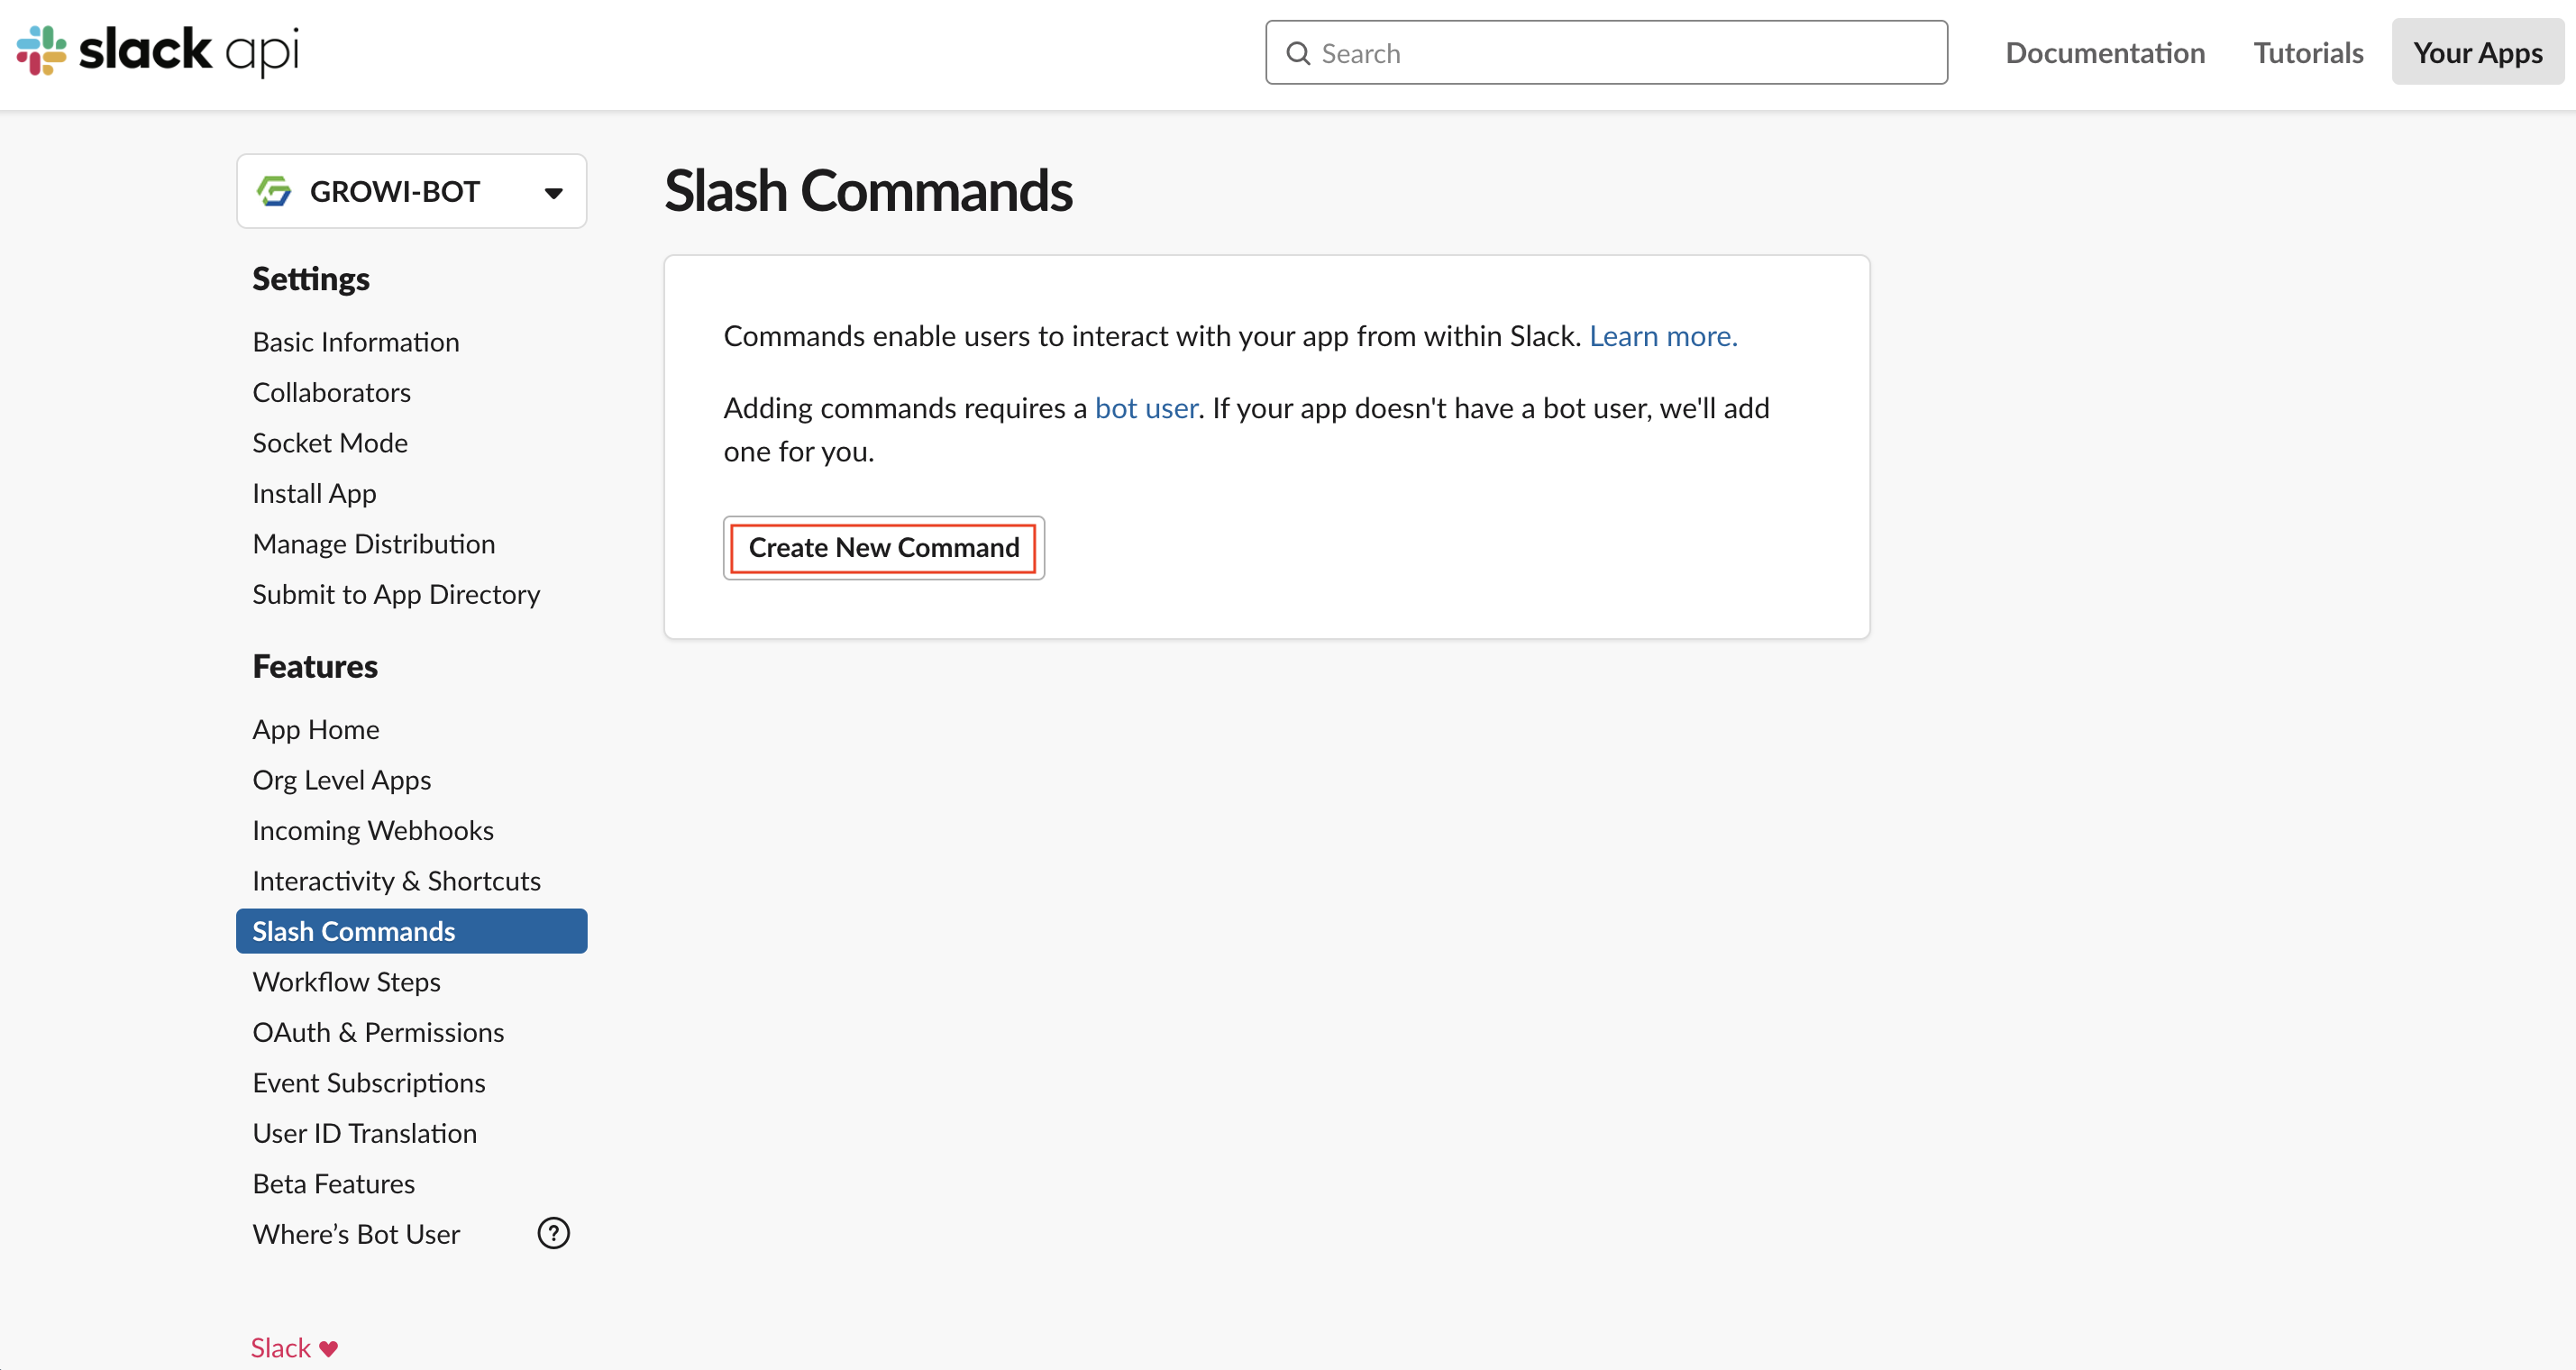 slack api
Search
Documentation
Tutorials
Your Apps
GROWI-BOT
Settings
Basic Information
Collaborators
Socket Mode
Install App
Manage Distribution
Submit to App Directory
Features
App Home
Org Level Apps
Incoming Webhooks
Interactivity & Shortcuts
Slash Commands
Workflow Steps
OAuth & Permissions
Event Subscriptions
User ID Translation
Beta Features
Where’s Bot User ?
Slack ♥
Slash Commands
Commands enable users to interact with your app from within Slack. Learn more.
Adding commands requires a bot user. If your app doesn't have a bot user, we'll add
one for you.
Create New Command